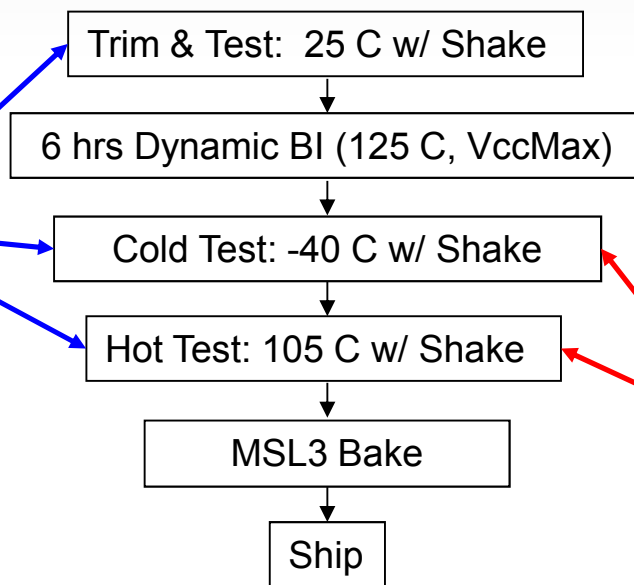 Trim & Test: 25 C w/ Shake
6 hrs Dynamic BI (125 C, VccMax)
Cold Test: -40 C w/ Shake
Hot Test: 105 C w/ Shake
MSL3 Bake
Ship